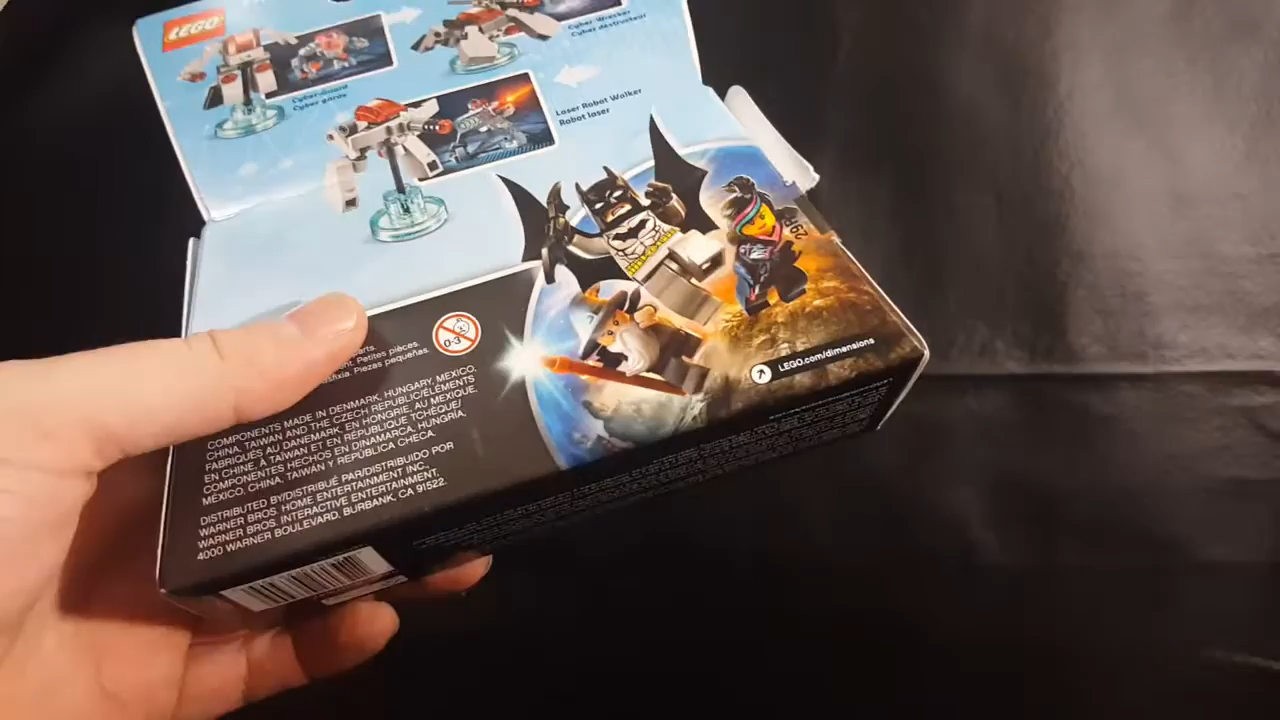 LEGO
Cyber-Guard
Cyber garde
Cyber-Wrecker
Cyber destructeur
Laser Robot Walker
Robot laser
Petites pièces.
Piezas pequeñas.
0-3
COMPONENTS MADE IN DENMARK, HUNGARY, MEXICO,
CHINA, TAIWAN AND THE CZECH REPUBLIC/ÉLÉMENTS
FABRIQUÉS AU DANEMARK, EN HONGRIE, AU MEXIQUE,
EN CHINE, À TAIWAN ET EN RÉPUBLIQUE TCHÈQUE/
COMPONENTES HECHOS EN DINAMARCA, HUNGRÍA,
MÉXICO, CHINA, TAIWÁN Y REPÚBLICA CHECA.
DISTRIBUTED BY/DISTRIBUÉ PAR/DISTRIBUIDO POR
WARNER BROS. HOME ENTERTAINMENT INC.,
WARNER BROS. INTERACTIVE ENTERTAINMENT,
4000 WARNER BOULEVARD, BURBANK, CA 91522.
LEGO.com/dimensions